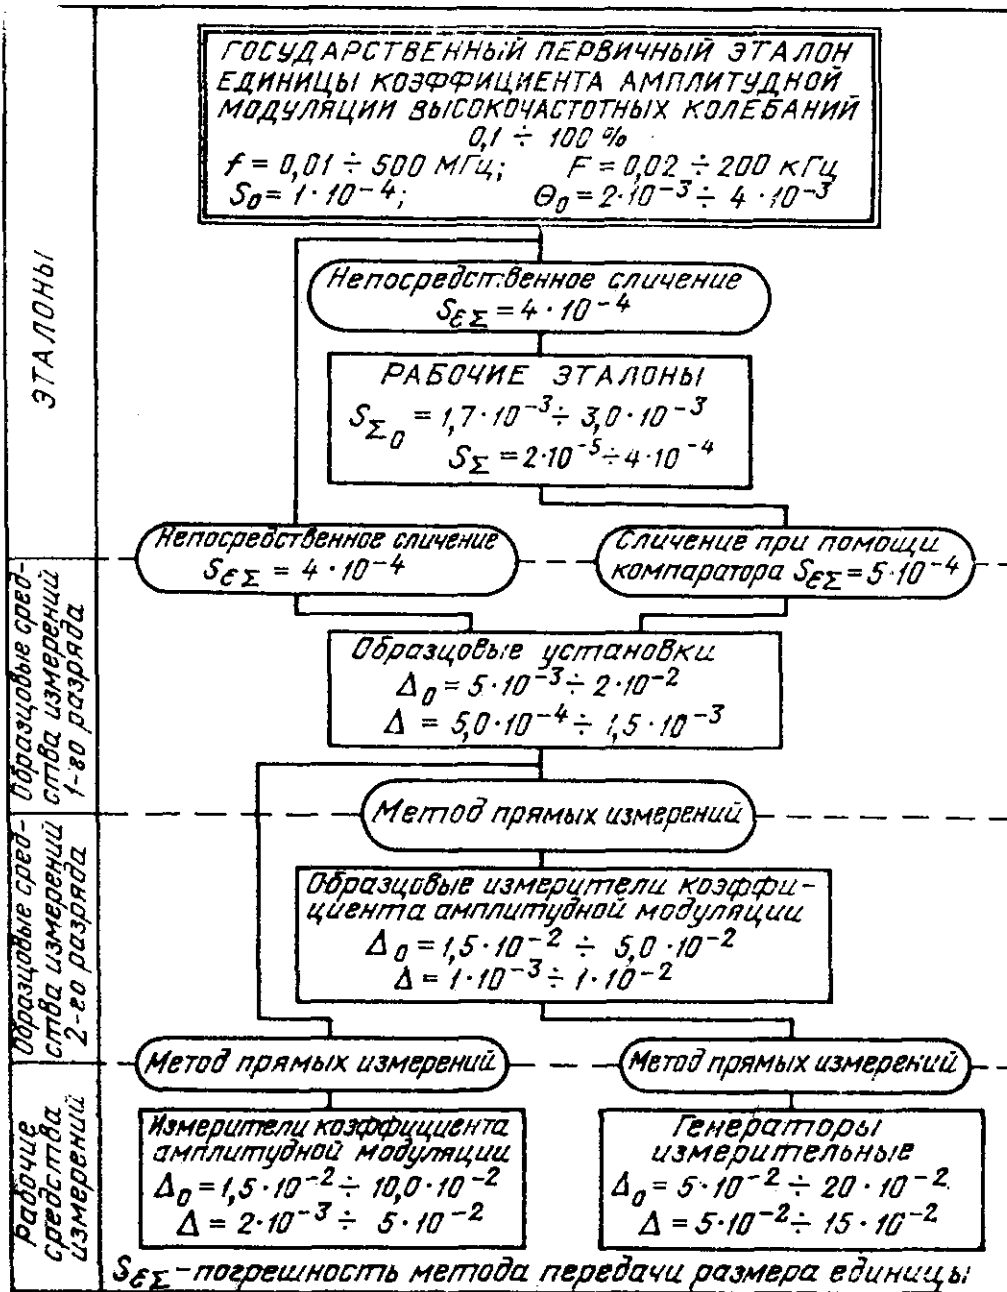 ГОСУДАРСТВЕННЫЙ ПЕРВИЧНЫЙ ЭТАЛОН
ЕДИНИЦЫ КОЭФФИЦИЕНТА АМПЛИТУДНОЙ
МОДУЛЯЦИИ ВЫСОКОЧАСТОТНЫХ КОЛЕБАНИЙ
0,1 ÷ 100 %
f = 0,01 ÷ 500 МГц; F = 0,02 ÷ 200 кГц
S₀ = 1·10⁻⁴; Θ₀ = 2·10⁻³ ÷ 4·10⁻³
ЭТАЛОНЫ
Непосредственное сличение
S_εΣ = 4·10⁻⁴
РАБОЧИЕ ЭТАЛОНЫ
S_Σ₀ = 1,7·10⁻³ ÷ 3,0·10⁻³
S_Σ = 2·10⁻⁵ ÷ 4·10⁻⁴
Непосредственное сличение
S_εΣ = 4·10⁻⁴
Сличение при помощи
компаратора S_εΣ = 5·10⁻⁴
Образцовые сред-
ства измерений
1-го разряда
Образцовые установки
Δ₀ = 5·10⁻³ ÷ 2·10⁻²
Δ = 5,0·10⁻⁴ ÷ 1,5·10⁻³
Метод прямых измерений
Образцовые сред-
ства измерений
2-го разряда
Образцовые измерители коэффи-
циента амплитудной модуляции
Δ₀ = 1,5·10⁻² ÷ 5,0·10⁻²
Δ = 1·10⁻³ ÷ 1·10⁻²
Метод прямых измерений
Метод прямых измерений
Рабочие
средства
измерений
Измерители коэффициента
амплитудной модуляции
Δ₀ = 1,5·10⁻² ÷ 10,0·10⁻²
Δ = 2·10⁻³ ÷ 5·10⁻²
Генераторы
измерительные
Δ₀ = 5·10⁻² ÷ 20·10⁻²
Δ = 5·10⁻² ÷ 15·10⁻²
S_εΣ - погрешность метода передачи размера единицы